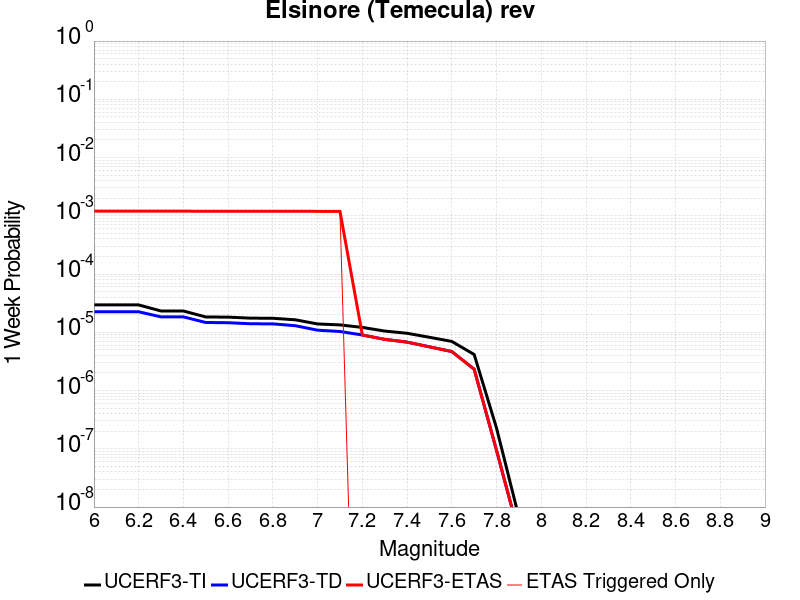 Elsinore (Temecula) rev
10^0
10^-1
10^-2
10^-3
10^-4
10^-5
10^-6
10^-7
10^-8
1 Week Probability
6 6.2 6.4 6.6 6.8 7 7.2 7.4 7.6 7.8 8 8.2 8.4 8.6 8.8 9
Magnitude
UCERF3-TI UCERF3-TD UCERF3-ETAS ETAS Triggered Only